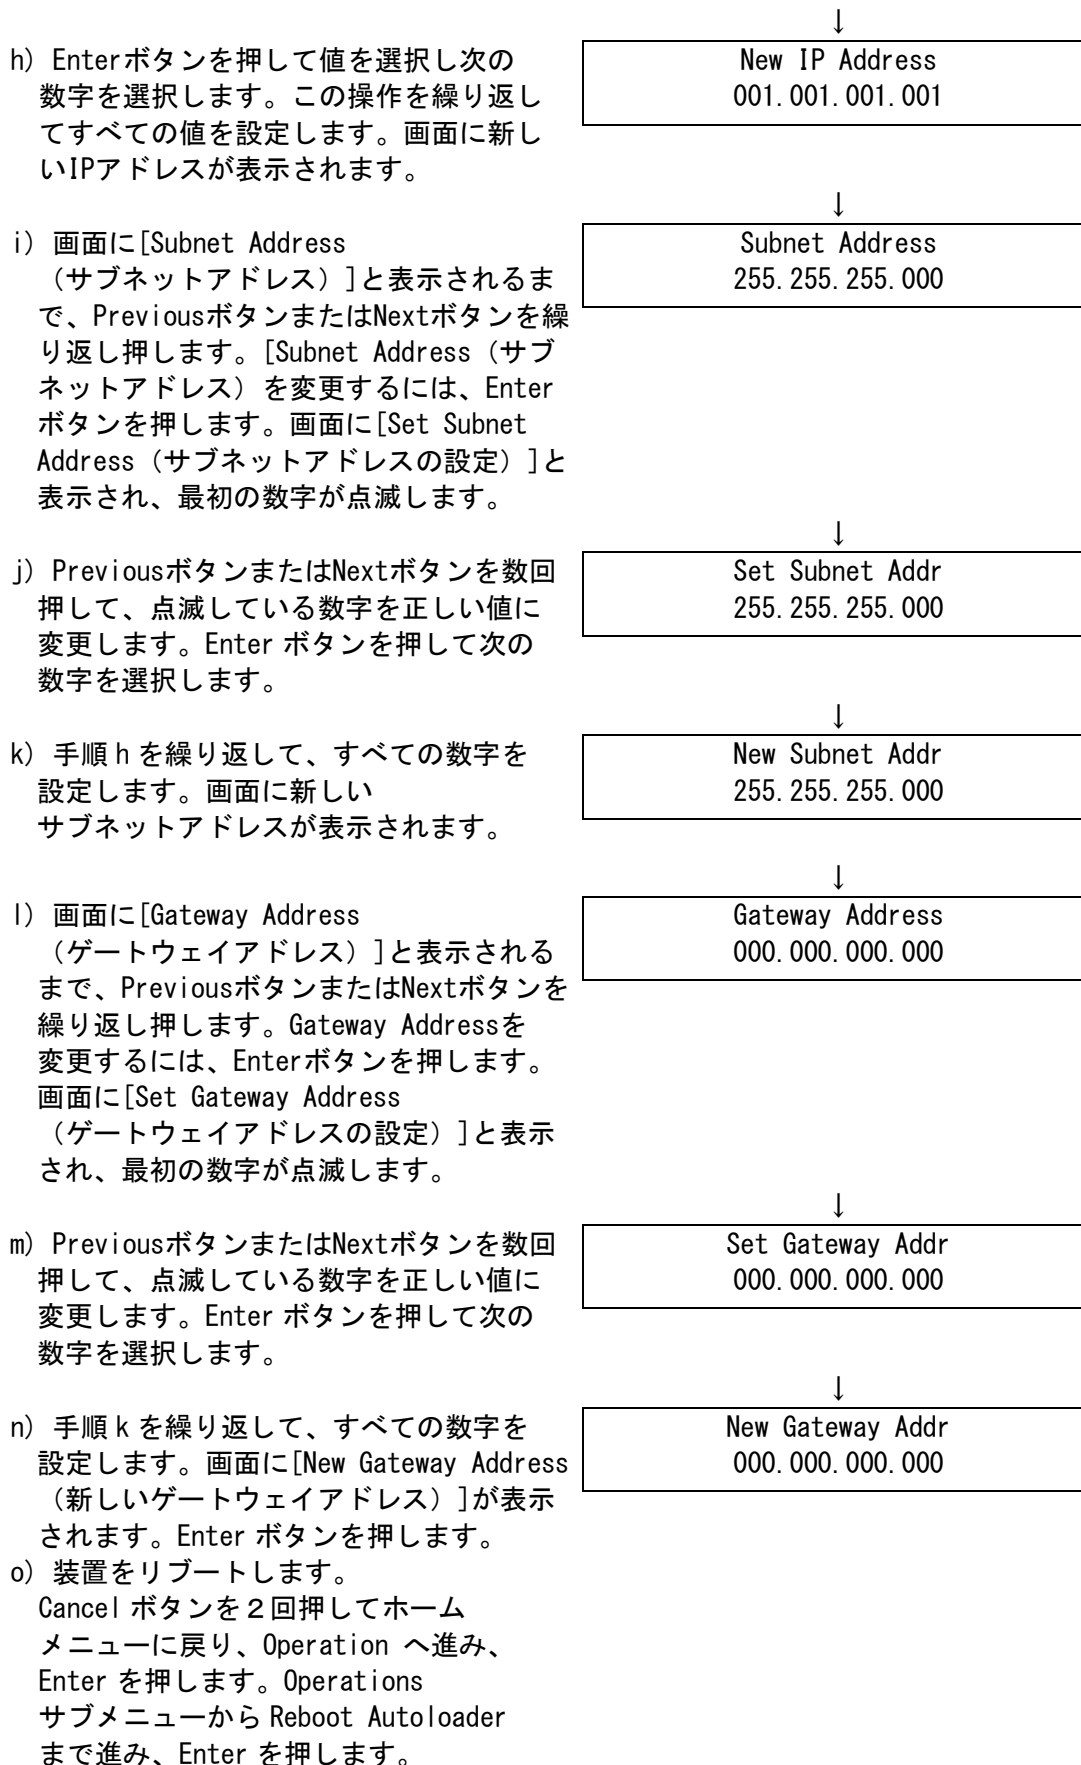 ↓
h) Enterボタンを押して値を選択し次の
数字を選択します。この操作を繰り返し
てすべての値を設定します。画面に新し
いIPアドレスが表示されます。
New IP Address
001.001.001.001
↓
i) 画面に[Subnet Address
（サブネットアドレス）]と表示されるま
で、PreviousボタンまたはNextボタンを繰
り返し押します。[Subnet Address（サブ
ネットアドレス）を変更するには、Enter
ボタンを押します。画面に[Set Subnet
Address（サブネットアドレスの設定）]と
表示され、最初の数字が点滅します。
Subnet Address
255.255.255.000
↓
j) PreviousボタンまたはNextボタンを数回
押して、点滅している数字を正しい値に
変更します。Enter ボタンを押して次の
数字を選択します。
Set Subnet Addr
255.255.255.000
↓
k) 手順 h を繰り返して、すべての数字を
設定します。画面に新しい
サブネットアドレスが表示されます。
New Subnet Addr
255.255.255.000
↓
l) 画面に[Gateway Address
（ゲートウェイアドレス）]と表示される
まで、PreviousボタンまたはNextボタンを
繰り返し押します。Gateway Addressを
変更するには、Enterボタンを押します。
画面に[Set Gateway Address
（ゲートウェイアドレスの設定）]と表示
され、最初の数字が点滅します。
Gateway Address
000.000.000.000
↓
m) PreviousボタンまたはNextボタンを数回
押して、点滅している数字を正しい値に
変更します。Enter ボタンを押して次の
数字を選択します。
Set Gateway Addr
000.000.000.000
↓
n) 手順 k を繰り返して、すべての数字を
設定します。画面に[New Gateway Address
（新しいゲートウェイアドレス）]が表示
されます。Enter ボタンを押します。
New Gateway Addr
000.000.000.000
o) 装置をリブートします。
Cancel ボタンを２回押してホーム
メニューに戻り、Operation へ進み、
Enter を押します。Operations
サブメニューから Reboot Autoloader
まで進み、Enter を押します。